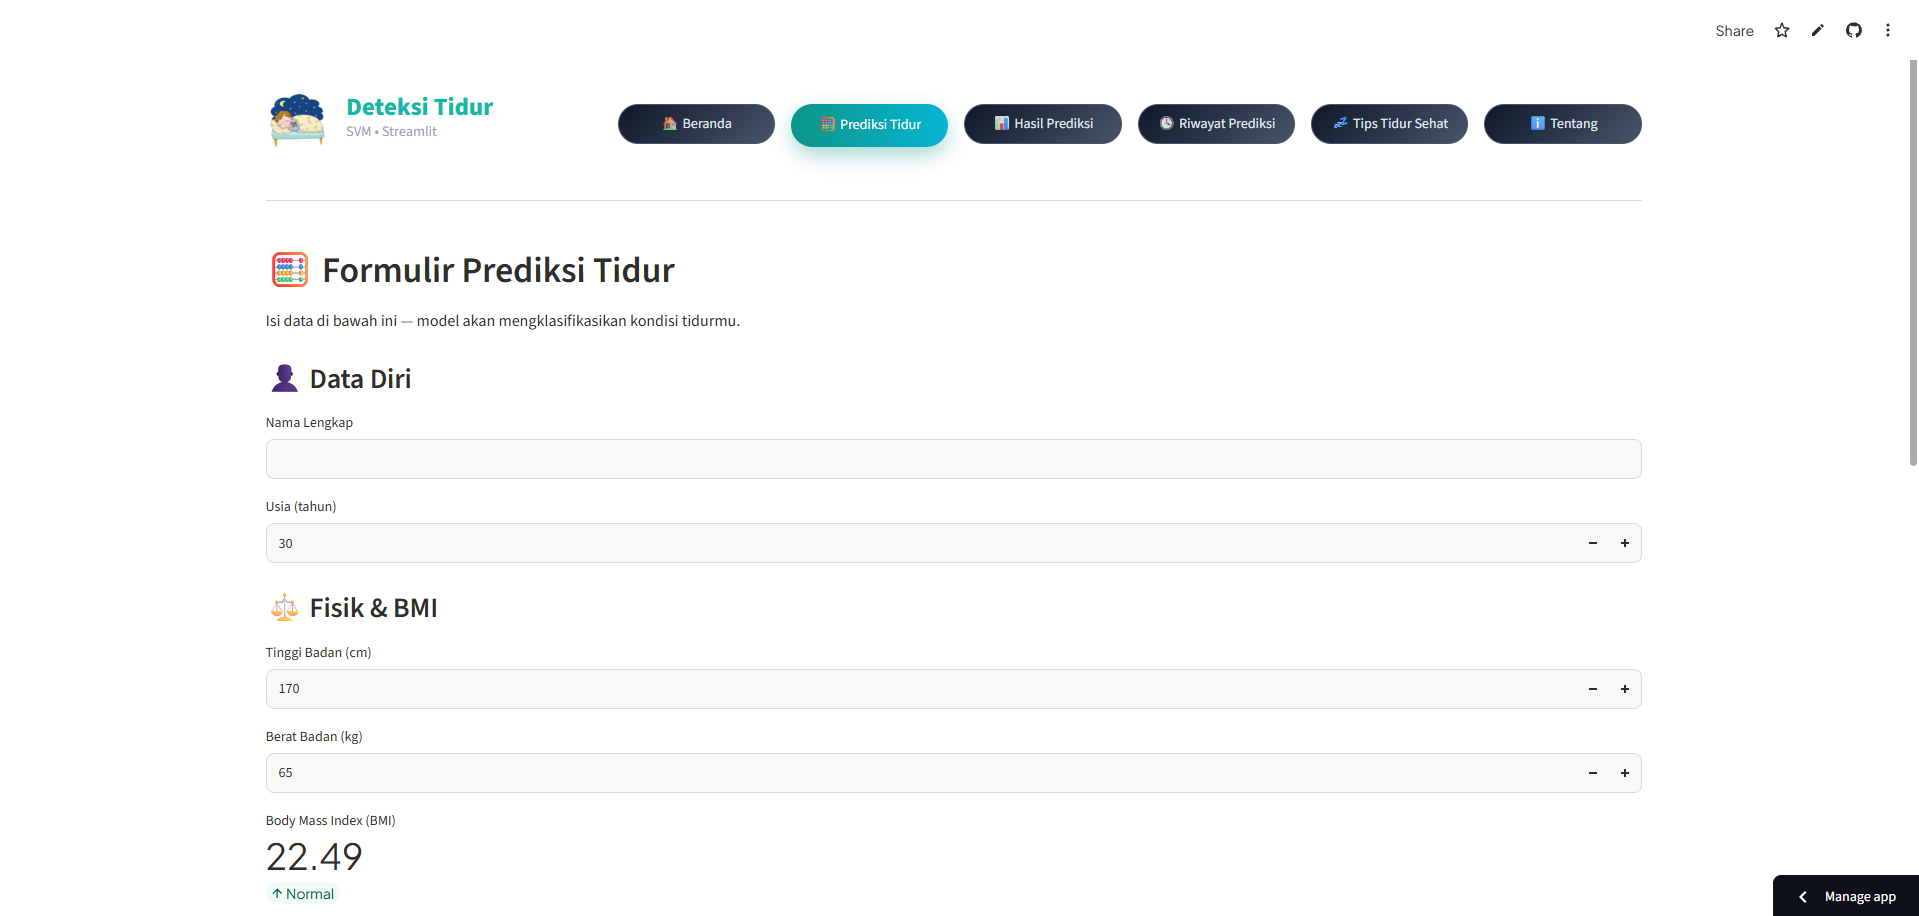 Share
Deteksi Tidur
SVM • Streamlit
Beranda
Prediksi Tidur
Hasil Prediksi
Riwayat Prediksi
Tips Tidur Sehat
Tentang
Formulir Prediksi Tidur
Isi data di bawah ini — model akan mengklasifikasikan kondisi tidurmu.
Data Diri
Nama Lengkap
Usia (tahun)
30
Fisik & BMI
Tinggi Badan (cm)
170
Berat Badan (kg)
65
Body Mass Index (BMI)
22.49
↑ Normal
Manage app